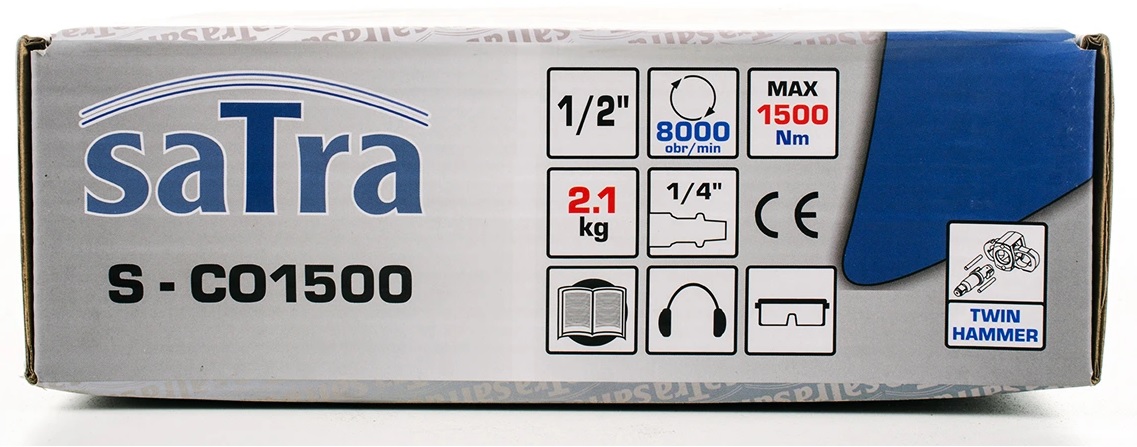 saTra
S - CO1500
1/2"
8000
obr/min
MAX
1500
Nm
2.1
kg
1/4"
CE
TWIN
HAMMER